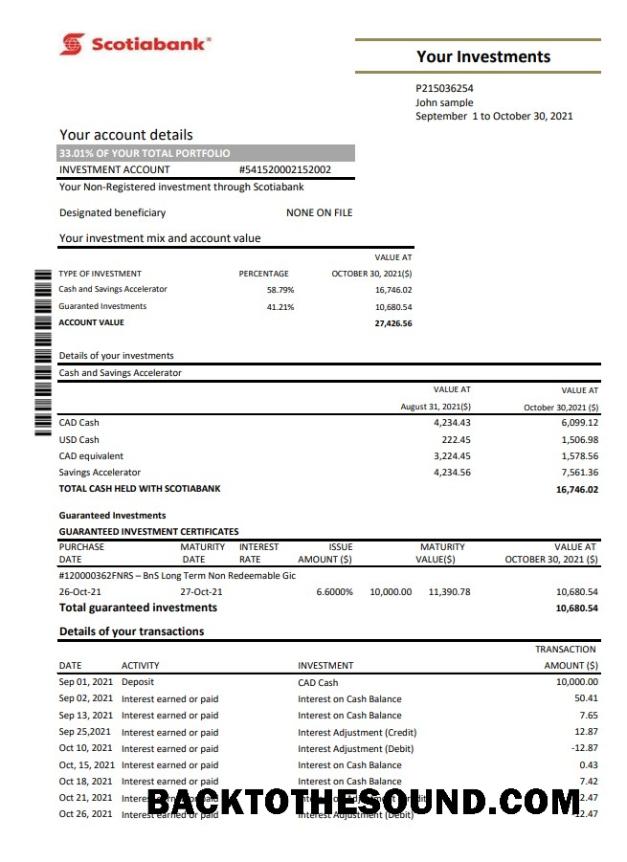 Scotiabank®
Your Investments
P215036254
John sample
September 1 to October 30, 2021
Your account details
33.01% OF YOUR TOTAL PORTFOLIO
INVESTMENT ACCOUNT #541520002152002
Your Non-Registered investment through Scotiabank
Designated beneficiary NONE ON FILE
Your investment mix and account value
VALUE AT
TYPE OF INVESTMENT PERCENTAGE OCTOBER 30, 2021($)
Cash and Savings Accelerator 58.79% 16,746.02
Guaranted Investments 41.21% 10,680.54
ACCOUNT VALUE 27,426.56
Details of your investments
Cash and Savings Accelerator
VALUE AT VALUE AT
August 31, 2021($) October 30,2021 ($)
CAD Cash 4,234.43 6,099.12
USD Cash 222.45 1,506.98
CAD equivalent 3,224.45 1,578.56
Savings Accelerator 4,234.56 7,561.36
TOTAL CASH HELD WITH SCOTIABANK 16,746.02
Guaranteed Investments
GUARANTEED INVESTMENT CERTIFICATES
PURCHASE MATURITY INTEREST ISSUE MATURITY VALUE AT
DATE DATE RATE AMOUNT ($) VALUE($) OCTOBER 30, 2021 ($)
#120000362FNRS – BnS Long Term Non Redeemable Gic
26-Oct-21 27-Oct-21 6.6000% 10,000.00 11,390.78 10,680.54
Total guaranteed investments 10,680.54
Details of your transactions
TRANSACTION
DATE ACTIVITY INVESTMENT AMOUNT ($)
Sep 01, 2021 Deposit CAD Cash 10,000.00
Sep 02, 2021 Interest earned or paid Interest on Cash Balance 50.41
Sep 13, 2021 Interest earned or paid Interest on Cash Balance 7.65
Sep 25,2021 Interest earned or paid Interest Adjustment (Credit) 12.87
Oct 10, 2021 Interest earned or paid Interest Adjustment (Debit) -12.87
Oct, 15, 2021 Interest earned or paid Interest on Cash Balance 0.43
Oct 18, 2021 Interest earned or paid Interest on Cash Balance 7.42
Oct 21, 2021 Interest earned or paid
BACKTOTHESOUND.COM
Oct 26, 2021 Interest earned or paid Interest Adjustment (Debit)